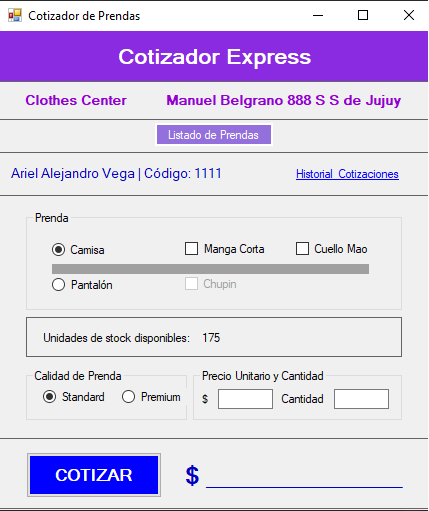 Cotizador de Prendas
Cotizador Express
Clothes Center Manuel Belgrano 888 S S de Jujuy
Listado de Prendas
Ariel Alejandro Vega | Código: 1111 Historial Cotizaciones
Prenda
Camisa Manga Corta Cuello Mao
Pantalón Chupin
Unidades de stock disponibles: 175
Calidad de Prenda Precio Unitario y Cantidad
Standard Premium $ Cantidad
COTIZAR $